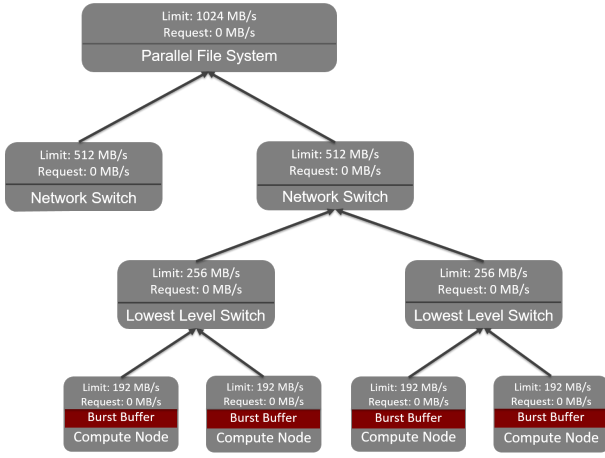 Limit: 1024 MB/s
Request: 0 MB/s
Parallel File System
Limit: 512 MB/s
Request: 0 MB/s
Network Switch
Limit: 512 MB/s
Request: 0 MB/s
Network Switch
Limit: 256 MB/s
Request: 0 MB/s
Lowest Level Switch
Limit: 256 MB/s
Request: 0 MB/s
Lowest Level Switch
Limit: 192 MB/s
Request: 0 MB/s
Burst Buffer
Compute Node
Limit: 192 MB/s
Request: 0 MB/s
Burst Buffer
Compute Node
Limit: 192 MB/s
Request: 0 MB/s
Burst Buffer
Compute Node
Limit: 192 MB/s
Request: 0 MB/s
Burst Buffer
Compute Node